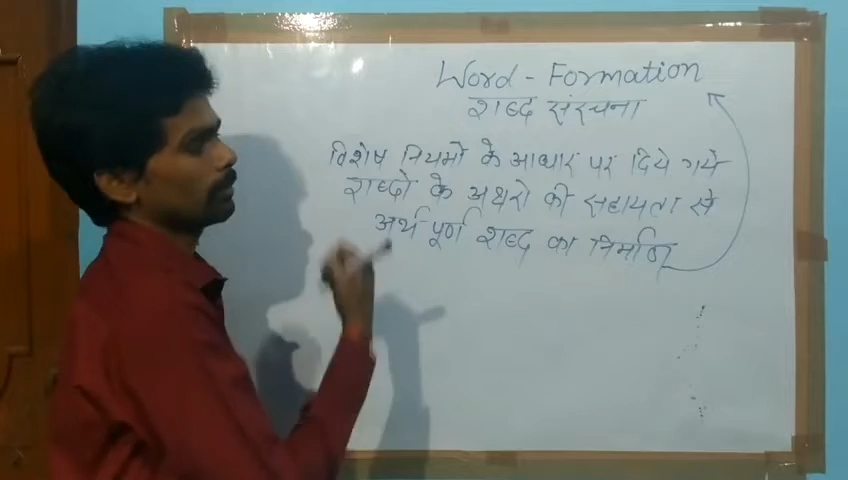 Word - Formation
शब्द संरचना
विशेष नियमों के आधार पर दिये गये
शब्दों के अक्षरो की सहायता से
अर्थ पूर्ण शब्द का निर्माण